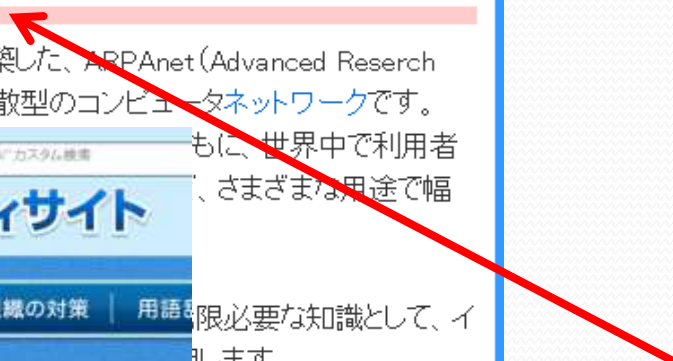 築した、ARPAnet(Advanced Reserch
散型のコンピュータネットワークです。
もに、世界中で利用者
カスタム検索
、さまざまな用途で幅
ィサイト
織の対策 | 用語
限必要な知識として、イ
します